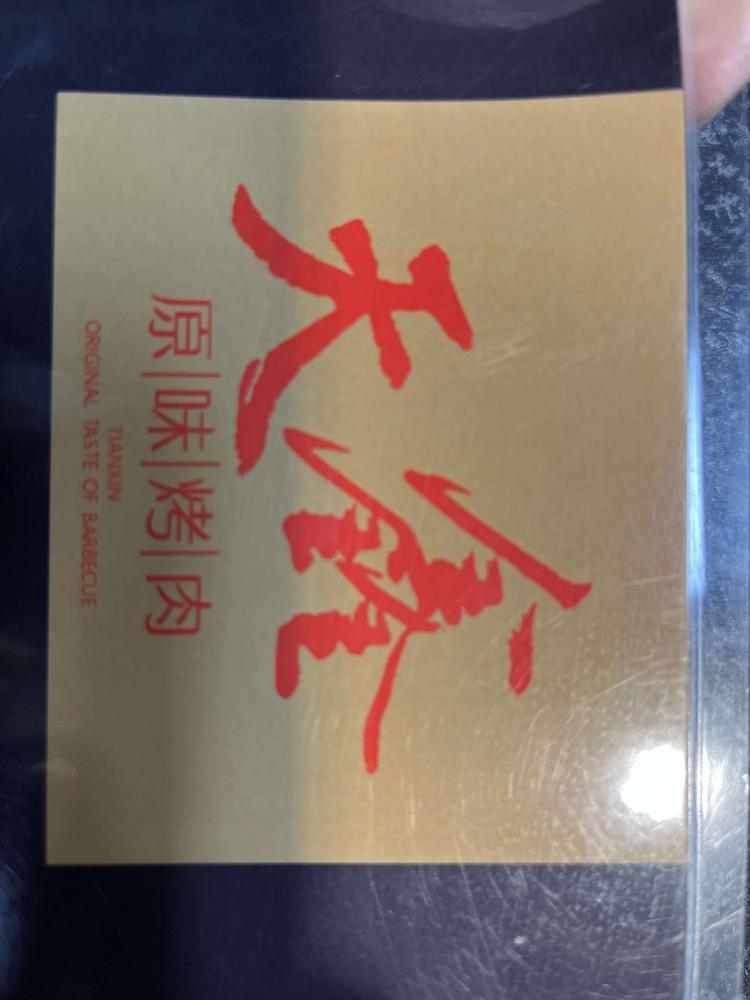 天鑫
原|味|烤|肉
TIANXIN
ORIGINAL TASTE OF BARBECUE